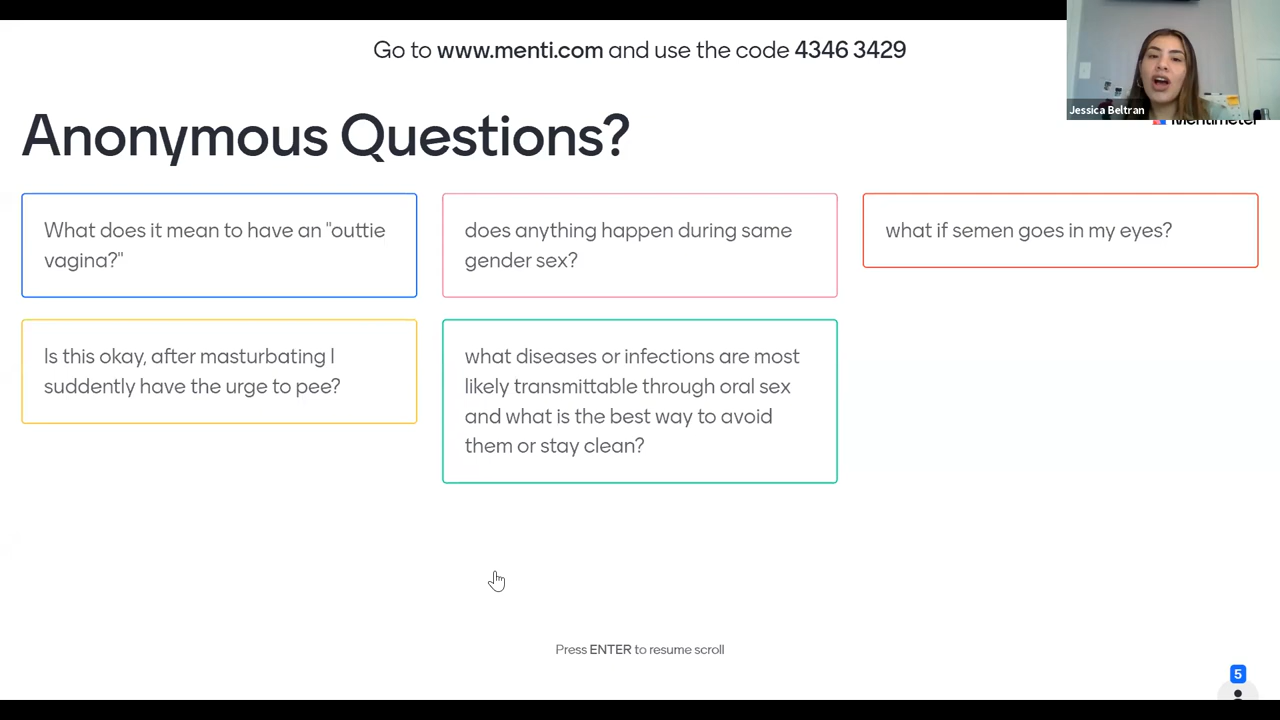 Go to www.menti.com and use the code 4346 3429
Jessica Beltran
Mentimeter
Anonymous Questions?
What does it mean to have an "outtie
vagina?"
does anything happen during same
gender sex?
what if semen goes in my eyes?
Is this okay, after masturbating I
suddently have the urge to pee?
what diseases or infections are most
likely transmittable through oral sex
and what is the best way to avoid
them or stay clean?
Press ENTER to resume scroll
5